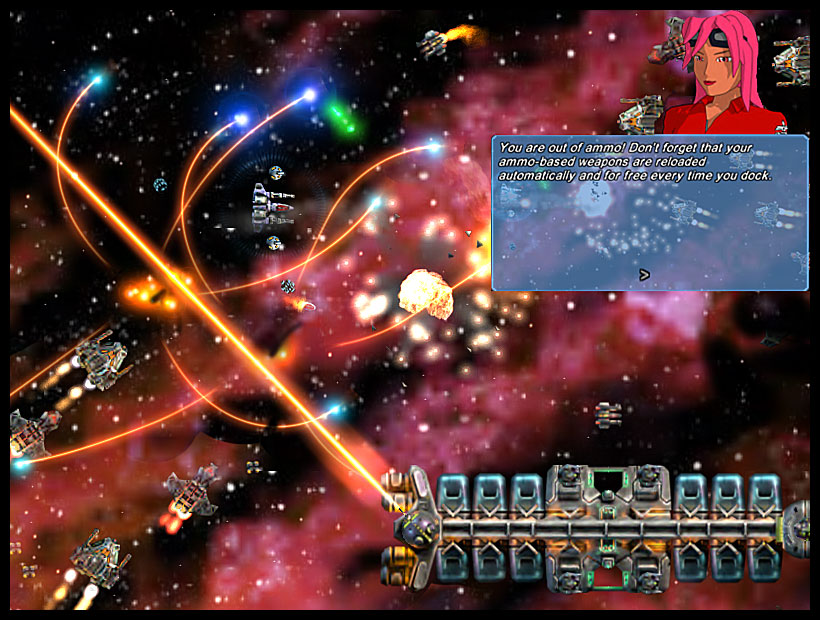 You are out of ammo! Don't forget that your
ammo-based weapons are reloaded
automatically and for free every time you dock.
>